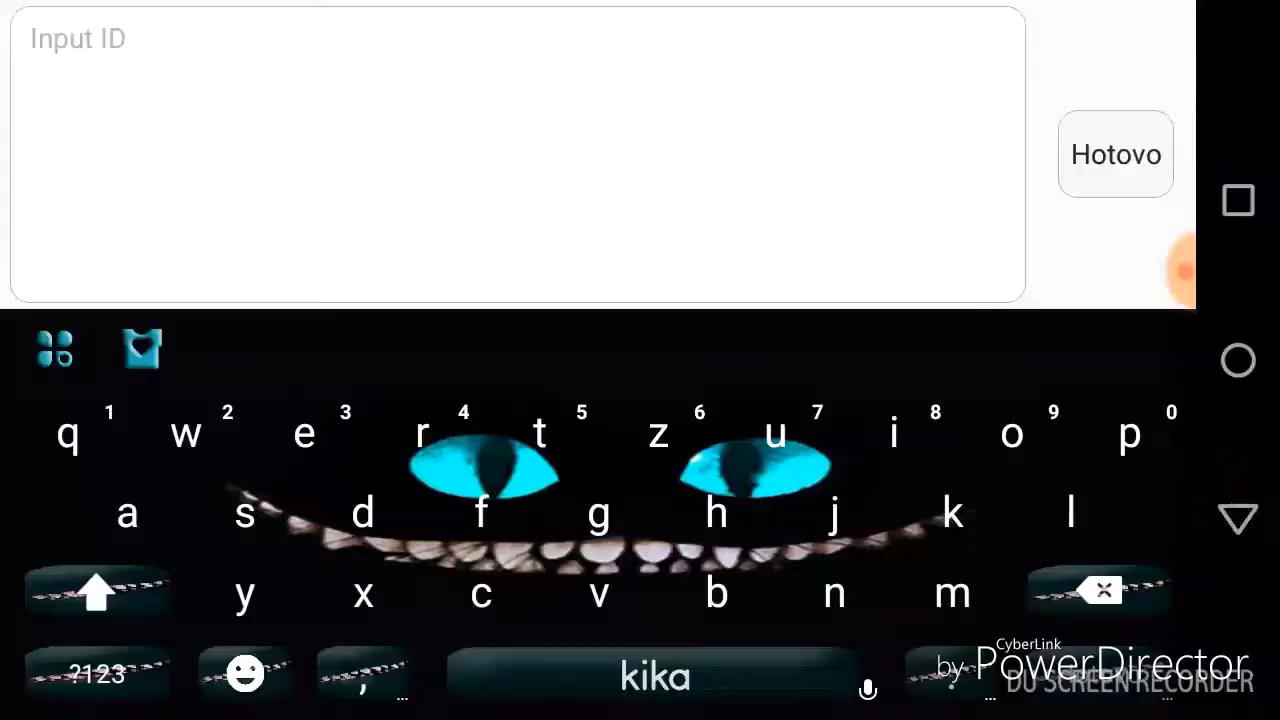 Input ID
Hotovo
1 2 3 4 5 6 7 8 9 0
q w e r t z u i o p
a s d f g h j k l
y x c v b n m
?123 , ... kika ...
CyberLink
by PowerDirector
DU SCREEN RECORDER